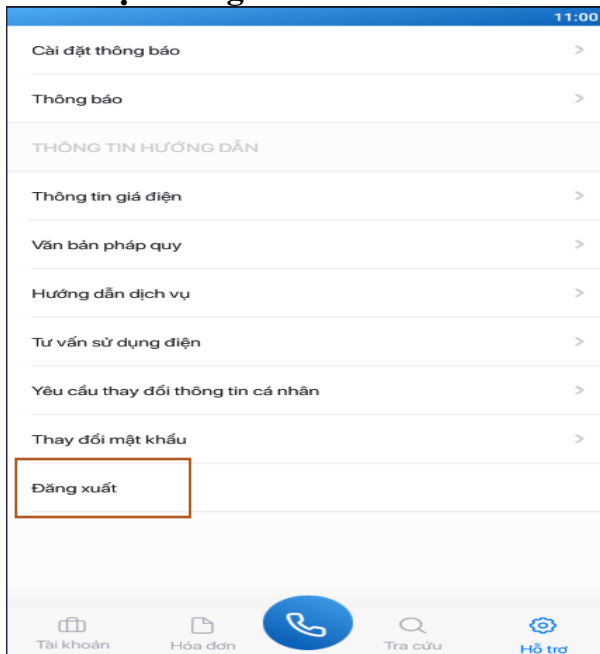 11:00
Cài đặt thông báo
>
Thông báo
>
THÔNG TIN HƯỚNG DẪN
Thông tin giá điện
>
Văn bản pháp quy
>
Hướng dẫn dịch vụ
>
Tư vấn sử dụng điện
>
Yêu cầu thay đổi thông tin cá nhân
>
Thay đổi mật khẩu
>
Đăng xuất
Tài khoản
Hóa đơn
Tra cứu
Hỗ trợ